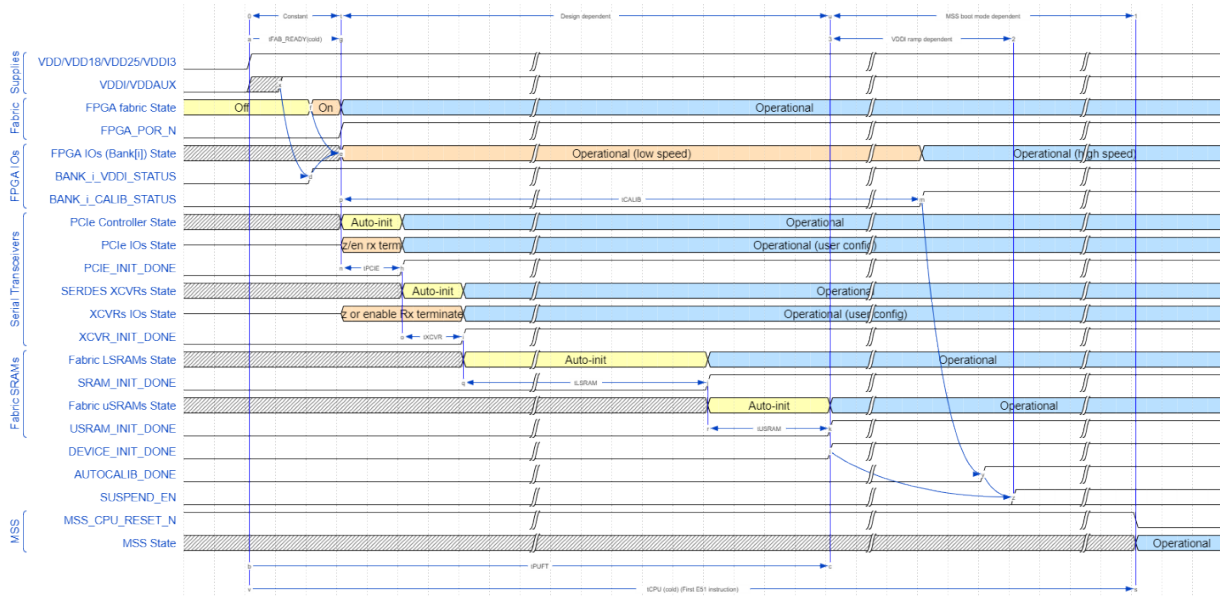 0 Constant Design dependent MSS boot mode dependent 1
tFAB_READY(cold) 3 VDDI ramp dependent 2
Supplies
VDD/VDD18/VDD25/VDDI3
VDDI/VDDAUX
Fabric
FPGA fabric State Off On Operational
FPGA_POR_N
FPGA IOs
FPGA IOs (Bank[i]) State Operational (low speed) Operational (high speed)
BANK_i_VDDI_STATUS
BANK_i_CALIB_STATUS tCALIB
Serial Transceivers
PCIe Controller State Auto-init Operational
PCIe IOs State z/en rx term Operational (user config)
PCIE_INIT_DONE tPCIE
SERDES XCVRs State Auto-init Operational
XCVRs IOs State z or enable Rx terminate Operational (user config)
XCVR_INIT_DONE tXCVR
Fabric SRAMs
Fabric LSRAMs State Auto-init Operational
SRAM_INIT_DONE tLSRAM
Fabric uSRAMs State Auto-init Operational
USRAM_INIT_DONE tUSRAM
DEVICE_INIT_DONE
AUTOCALIB_DONE
SUSPEND_EN
MSS
MSS_CPU_RESET_N
MSS State Operational
b tPUFT c
tCPU (cold) (First E51 instruction)